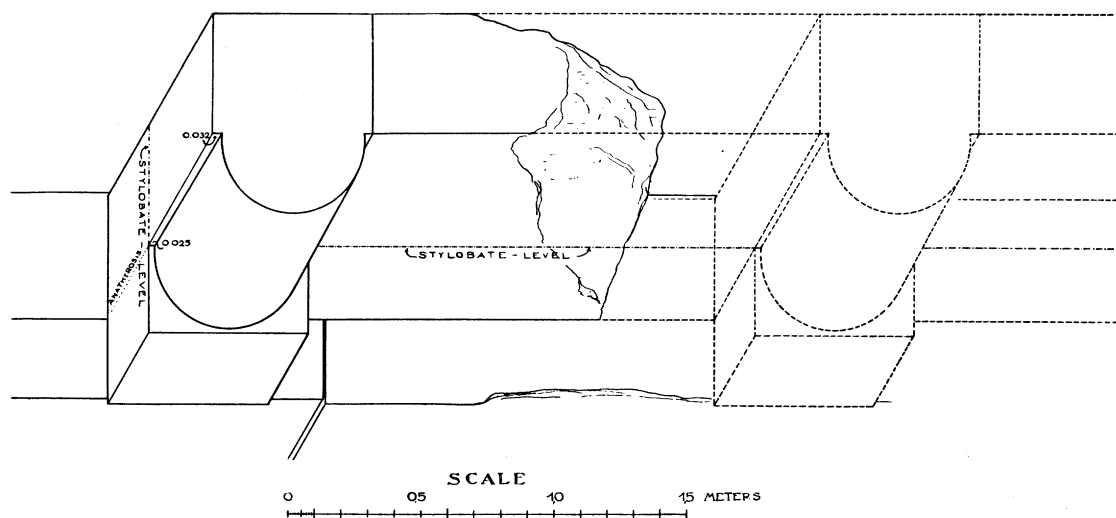 0.032
STYLOBATE-LEVEL
0.025
ANATHYROSIS
STYLOBATE-LEVEL
SCALE
0 0,5 1,0 1,5 METERS